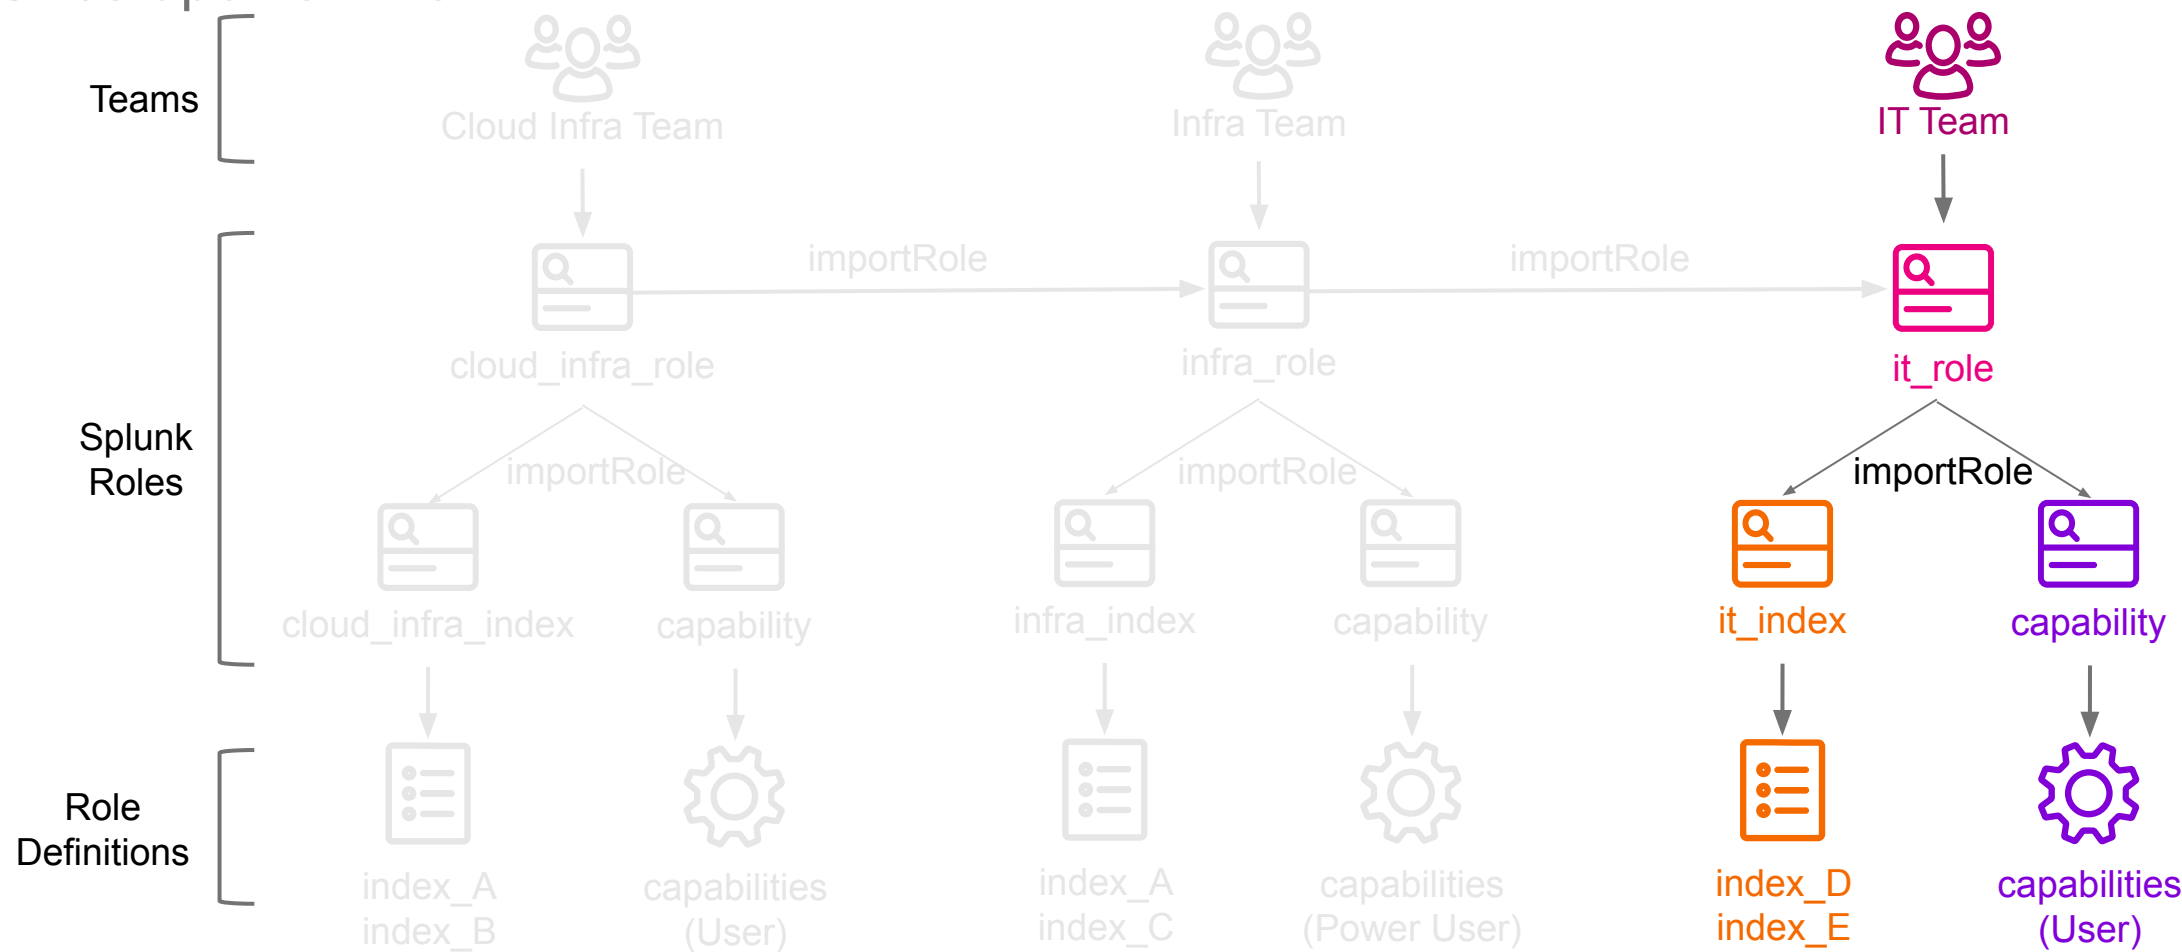 Teams
Cloud Infra Team
Infra Team
IT Team
importRole
importRole
cloud_infra_role
infra_role
it_role
Splunk
Roles
importRole
importRole
importRole
cloud_infra_index
capability
infra_index
capability
it_index
capability
Role
Definitions
index_A
index_B
capabilities
(User)
index_A
index_C
capabilities
(Power User)
index_D
index_E
capabilities
(User)